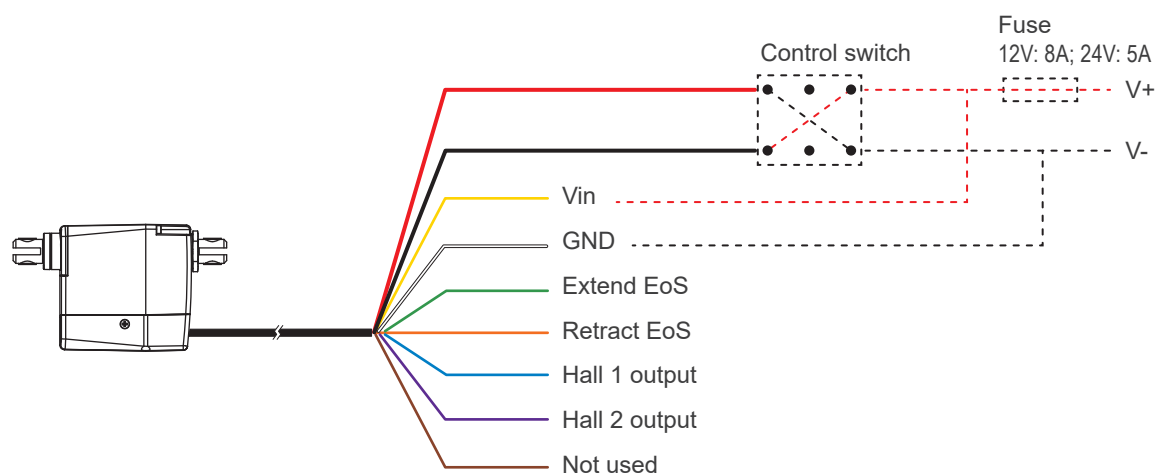 Fuse
12V: 8A; 24V: 5A
Control switch
V+
V-
Vin
GND
Extend EoS
Retract EoS
Hall 1 output
Hall 2 output
Not used